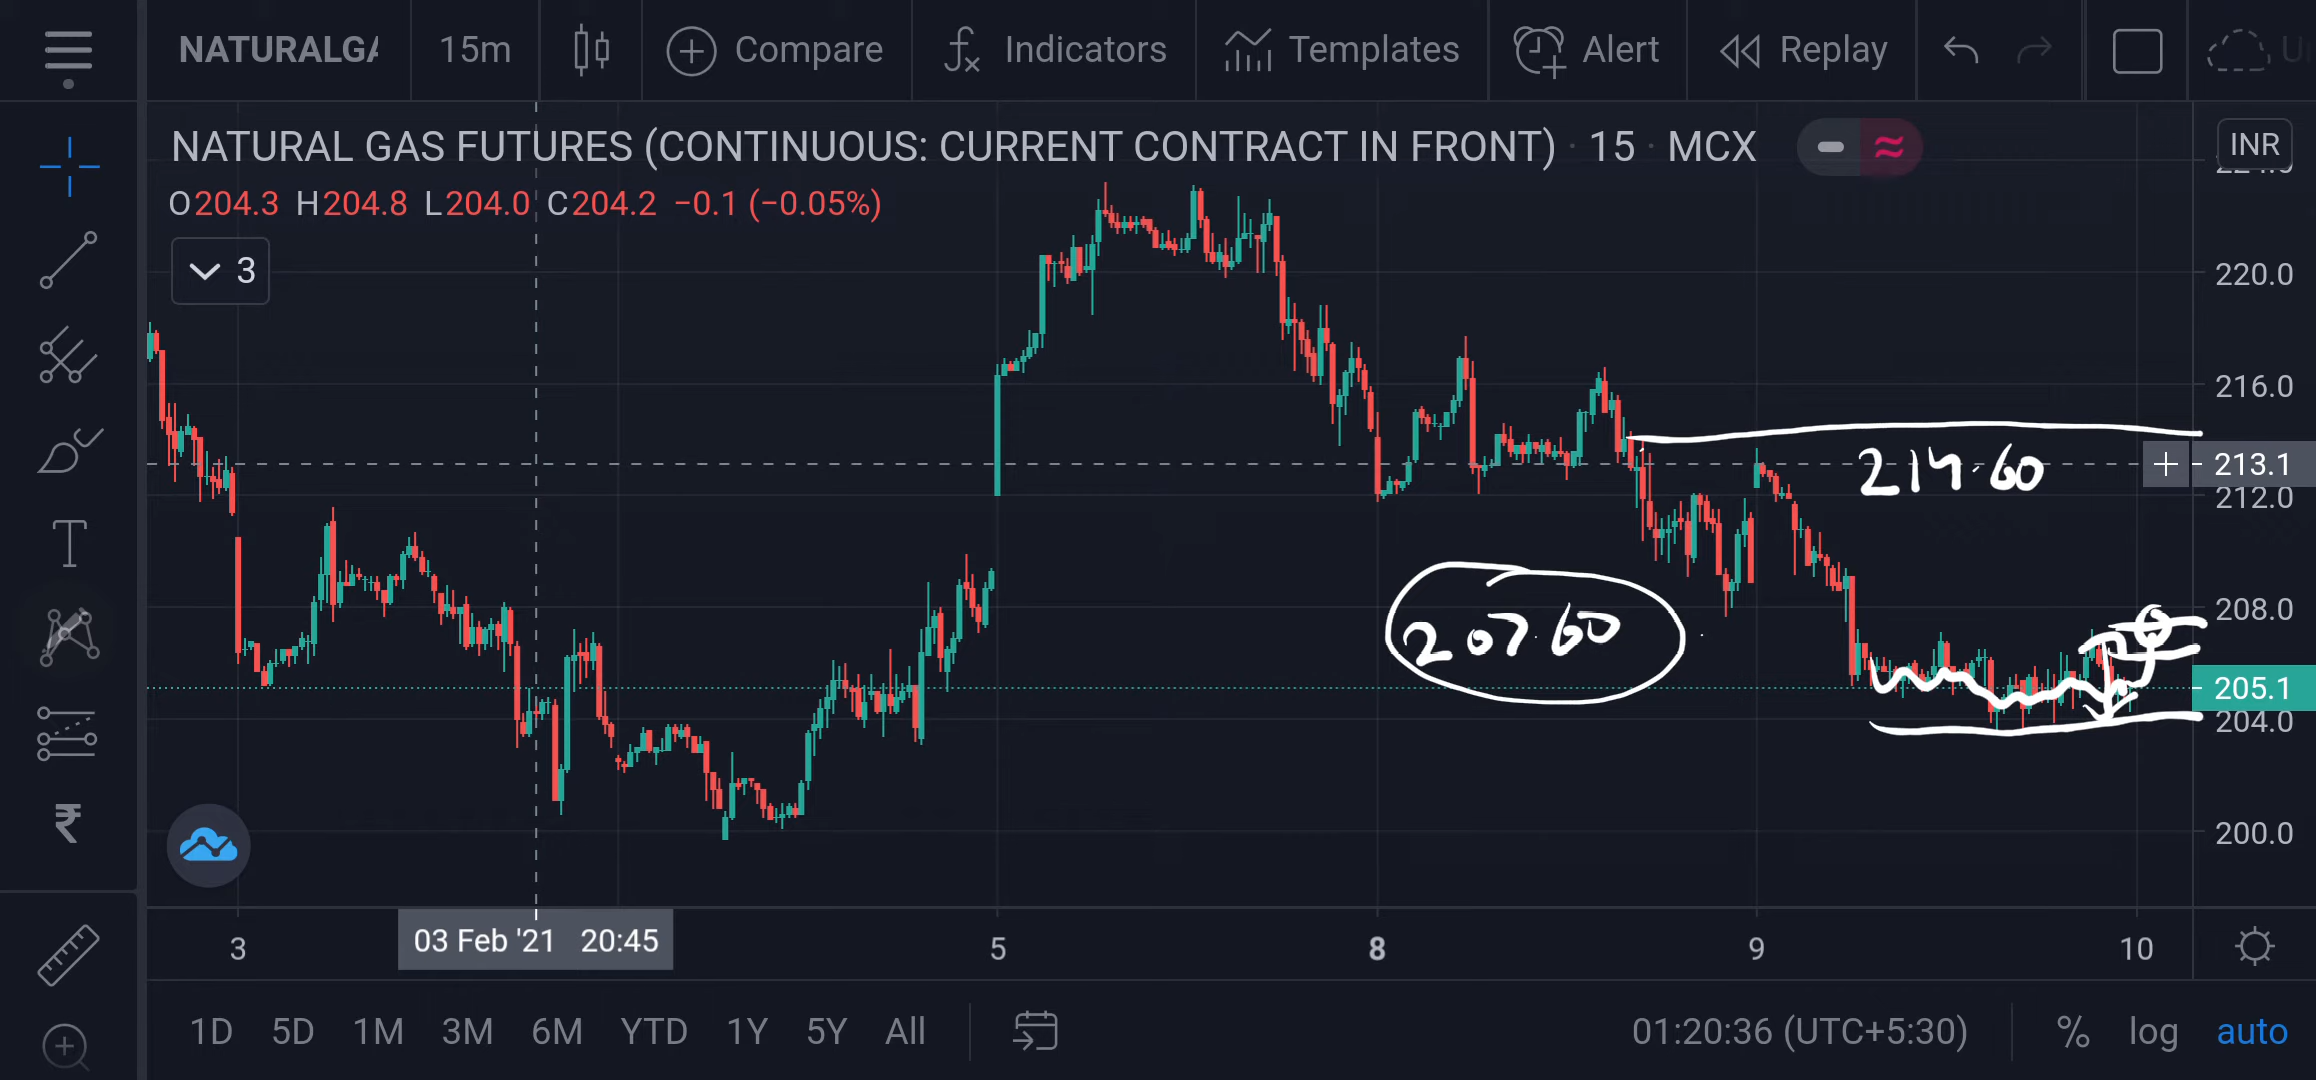 NATURALGA
15m
Compare
Indicators
Templates
Alert
Replay
NATURAL GAS FUTURES (CONTINUOUS: CURRENT CONTRACT IN FRONT) · 15 · MCX
INR
O204.3 H204.8 L204.0 C204.2 −0.1 (−0.05%)
3
220.0
216.0
214.60
213.1
212.0
208.0
207.60
205.1
204.0
200.0
3
03 Feb '21 20:45
5
8
9
10
1D 5D 1M 3M 6M YTD 1Y 5Y All
01:20:36 (UTC+5:30)
% log auto